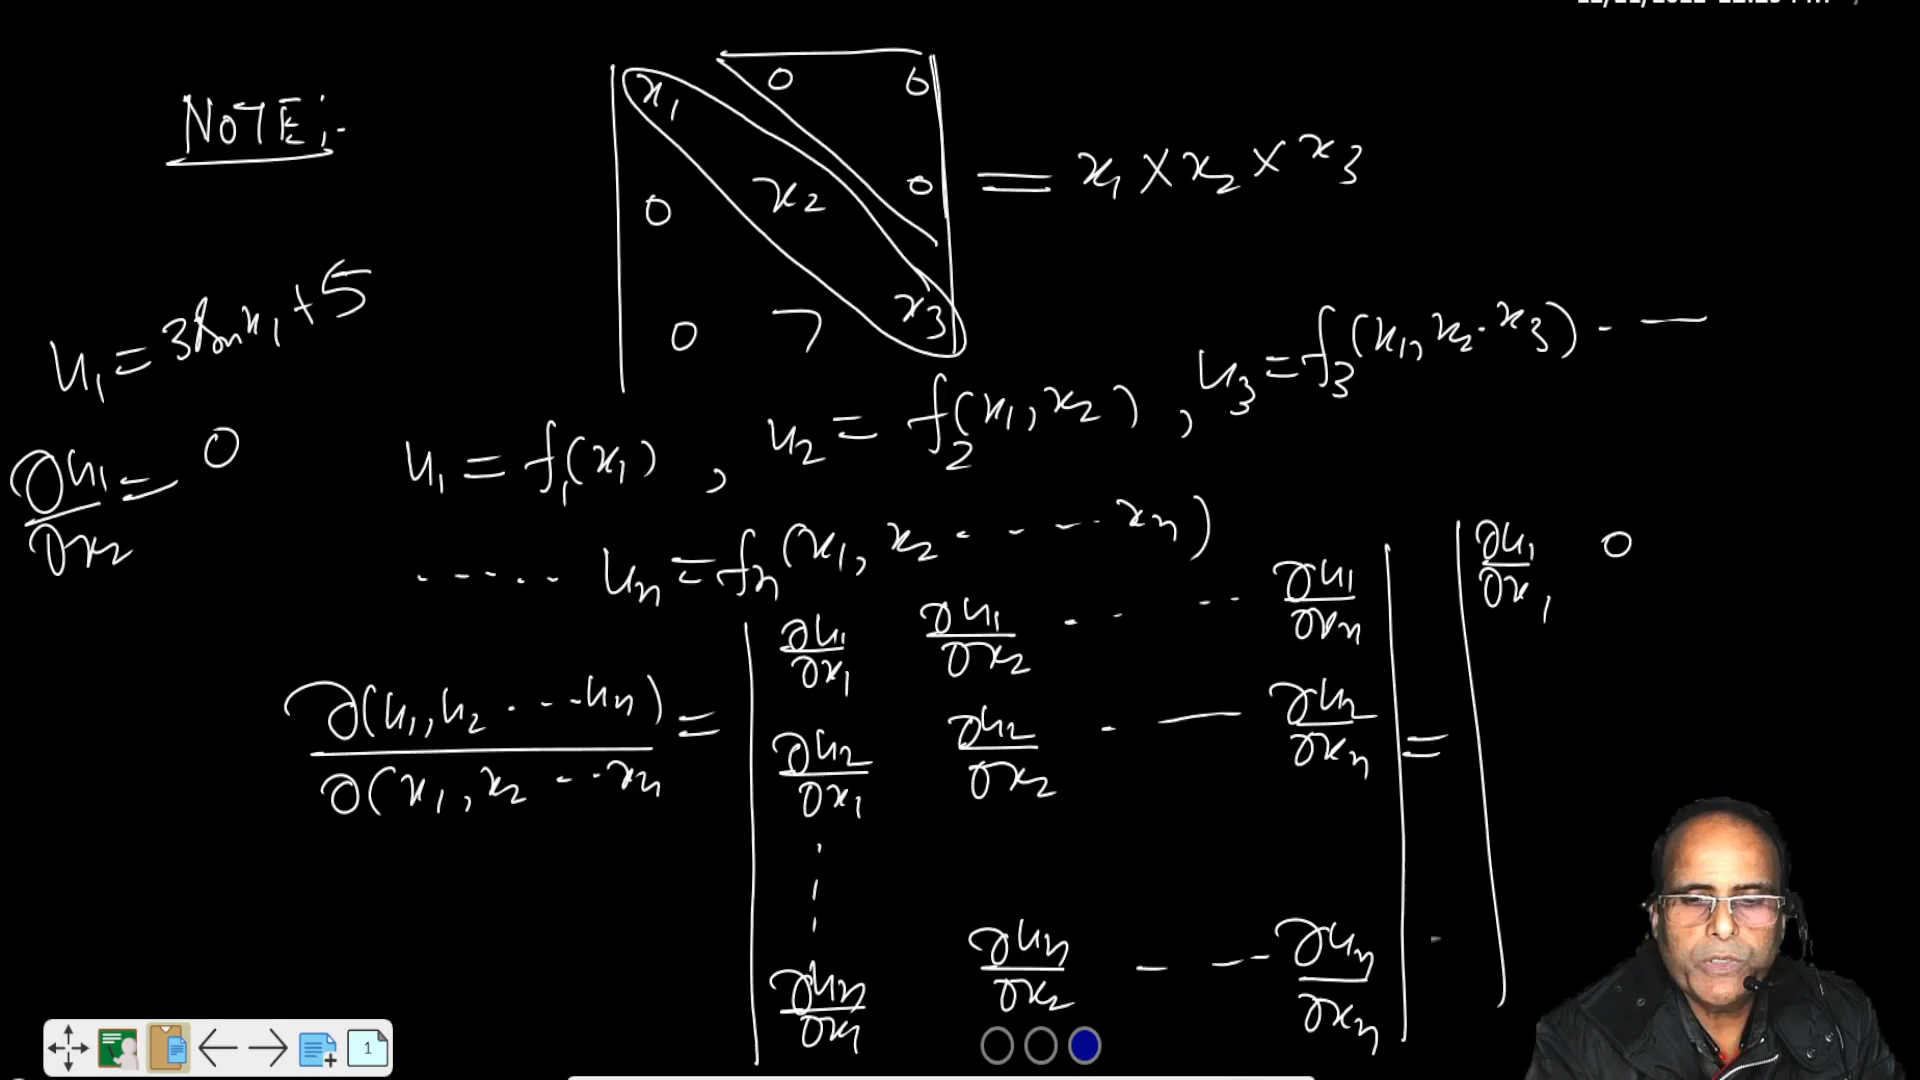 NOTE:-
| x₁ 0 0 |
| 0 x₂ 0 | = x₁ × x₂ × x₃
| 0 7 x₃ |
u₁ = 3 sin x₁ + 5
∂u₁/∂x₂ = 0
u₁ = f₁(x₁) , u₂ = f₂(x₁, x₂) , u₃ = f₃(x₁, x₂. x₃) . —
..... uₙ = fₙ(x₁, x₂ ..... xₙ)
∂(u₁, u₂ ... uₙ)/∂(x₁, x₂ ... xₙ =
| ∂u₁/∂x₁ ∂u₁/∂x₂ .... ∂u₁/∂xₙ |
| ∂u₂/∂x₁ ∂u₂/∂x₂ . — ∂u₂/∂xₙ | =
| ∂uₙ/∂x₁ ∂uₙ/∂x₂ - -- ∂uₙ/∂xₙ |
| ∂u₁/∂x₁ 0
1